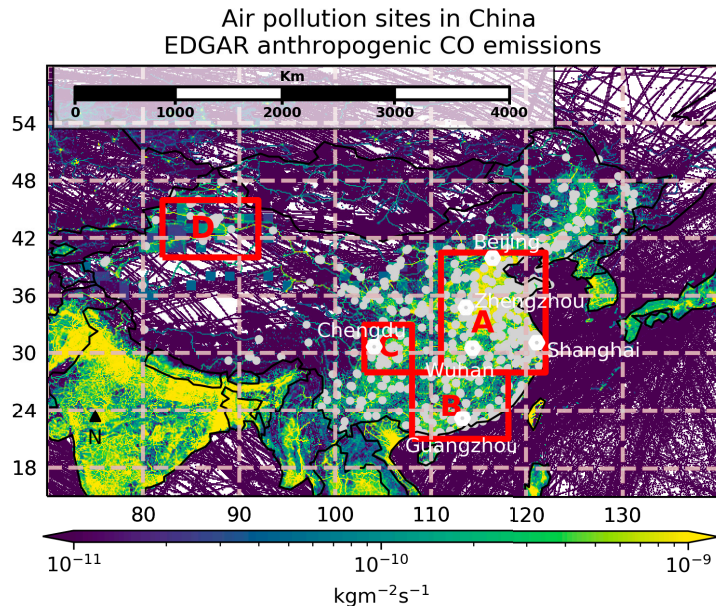 Air pollution sites in China
EDGAR anthropogenic CO emissions
Km
0 1000 2000 3000 4000
54
48
42
36
30
24
18
D
Beijing
Zhengzhou
A
Chengdu
C
Shanghai
Wuhan
B
Guangzhou
N
80 90 100 110 120 130
10⁻¹¹ 10⁻¹⁰ 10⁻⁹
kgm⁻²s⁻¹